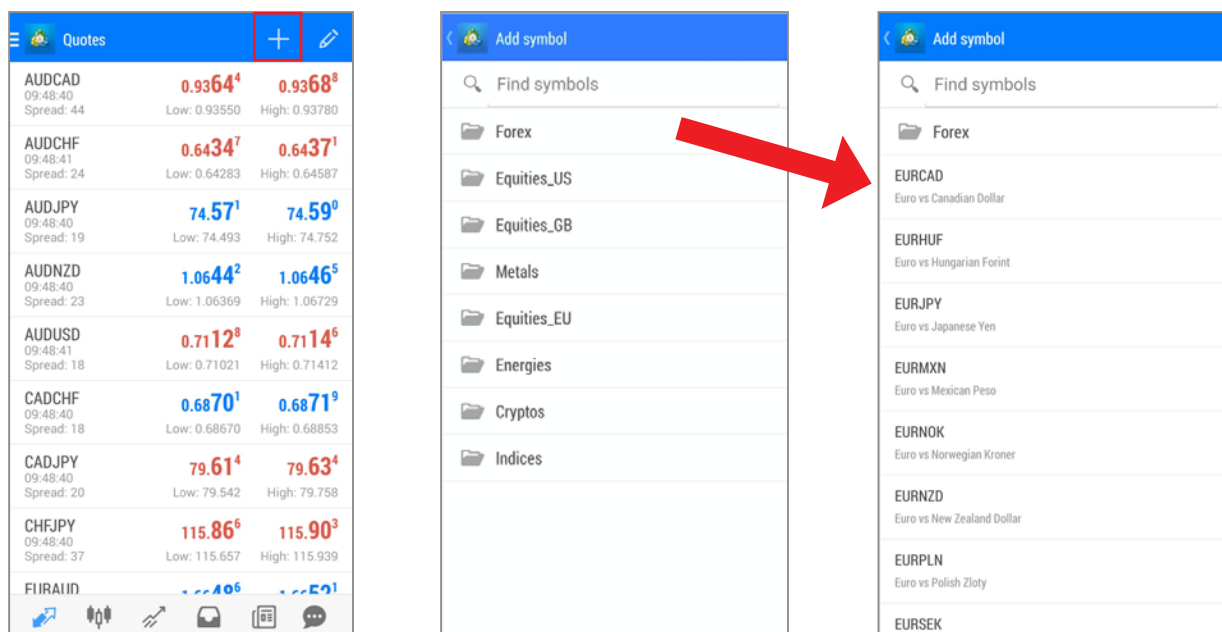 Quotes
AUDCAD
09:48:40
Spread: 44
0.93644
Low: 0.93550
0.93688
High: 0.93780
AUDCHF
09:48:41
Spread: 24
0.64347
Low: 0.64283
0.64371
High: 0.64587
AUDJPY
09:48:40
Spread: 19
74.571
Low: 74.493
74.590
High: 74.752
AUDNZD
09:48:40
Spread: 23
1.06442
Low: 1.06369
1.06465
High: 1.06729
AUDUSD
09:48:41
Spread: 18
0.71128
Low: 0.71021
0.71146
High: 0.71412
CADCHF
09:48:40
Spread: 18
0.68701
Low: 0.68670
0.68719
High: 0.68853
CADJPY
09:48:40
Spread: 20
79.614
Low: 79.542
79.634
High: 79.758
CHFJPY
09:48:40
Spread: 37
115.866
Low: 115.657
115.903
High: 115.939
EURAUD
Add symbol
Find symbols
Forex
Equities_US
Equities_GB
Metals
Equities_EU
Energies
Cryptos
Indices
Add symbol
Find symbols
Forex
EURCAD
Euro vs Canadian Dollar
EURHUF
Euro vs Hungarian Forint
EURJPY
Euro vs Japanese Yen
EURMXN
Euro vs Mexican Peso
EURNOK
Euro vs Norwegian Kroner
EURNZD
Euro vs New Zealand Dollar
EURPLN
Euro vs Polish Zloty
EURSEK